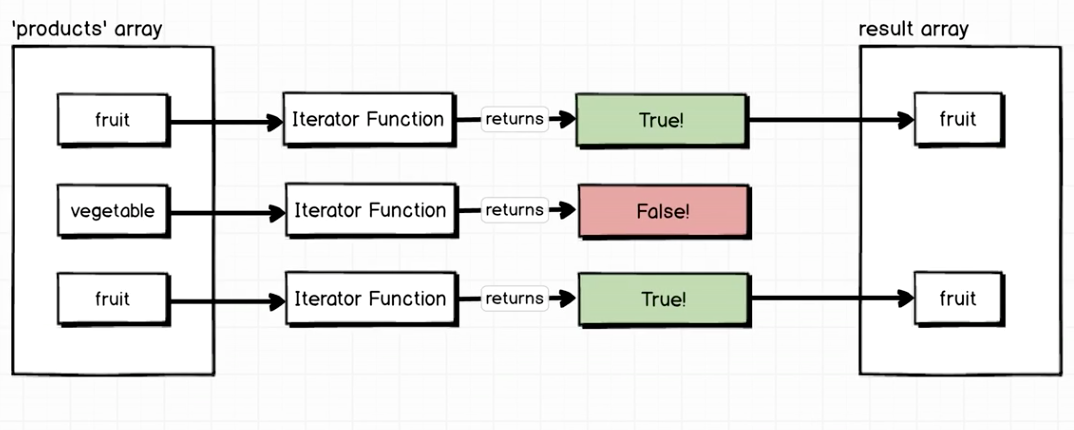 'products' array
result array
fruit
Iterator Function
returns
True!
fruit
vegetable
Iterator Function
returns
False!
fruit
Iterator Function
returns
True!
fruit